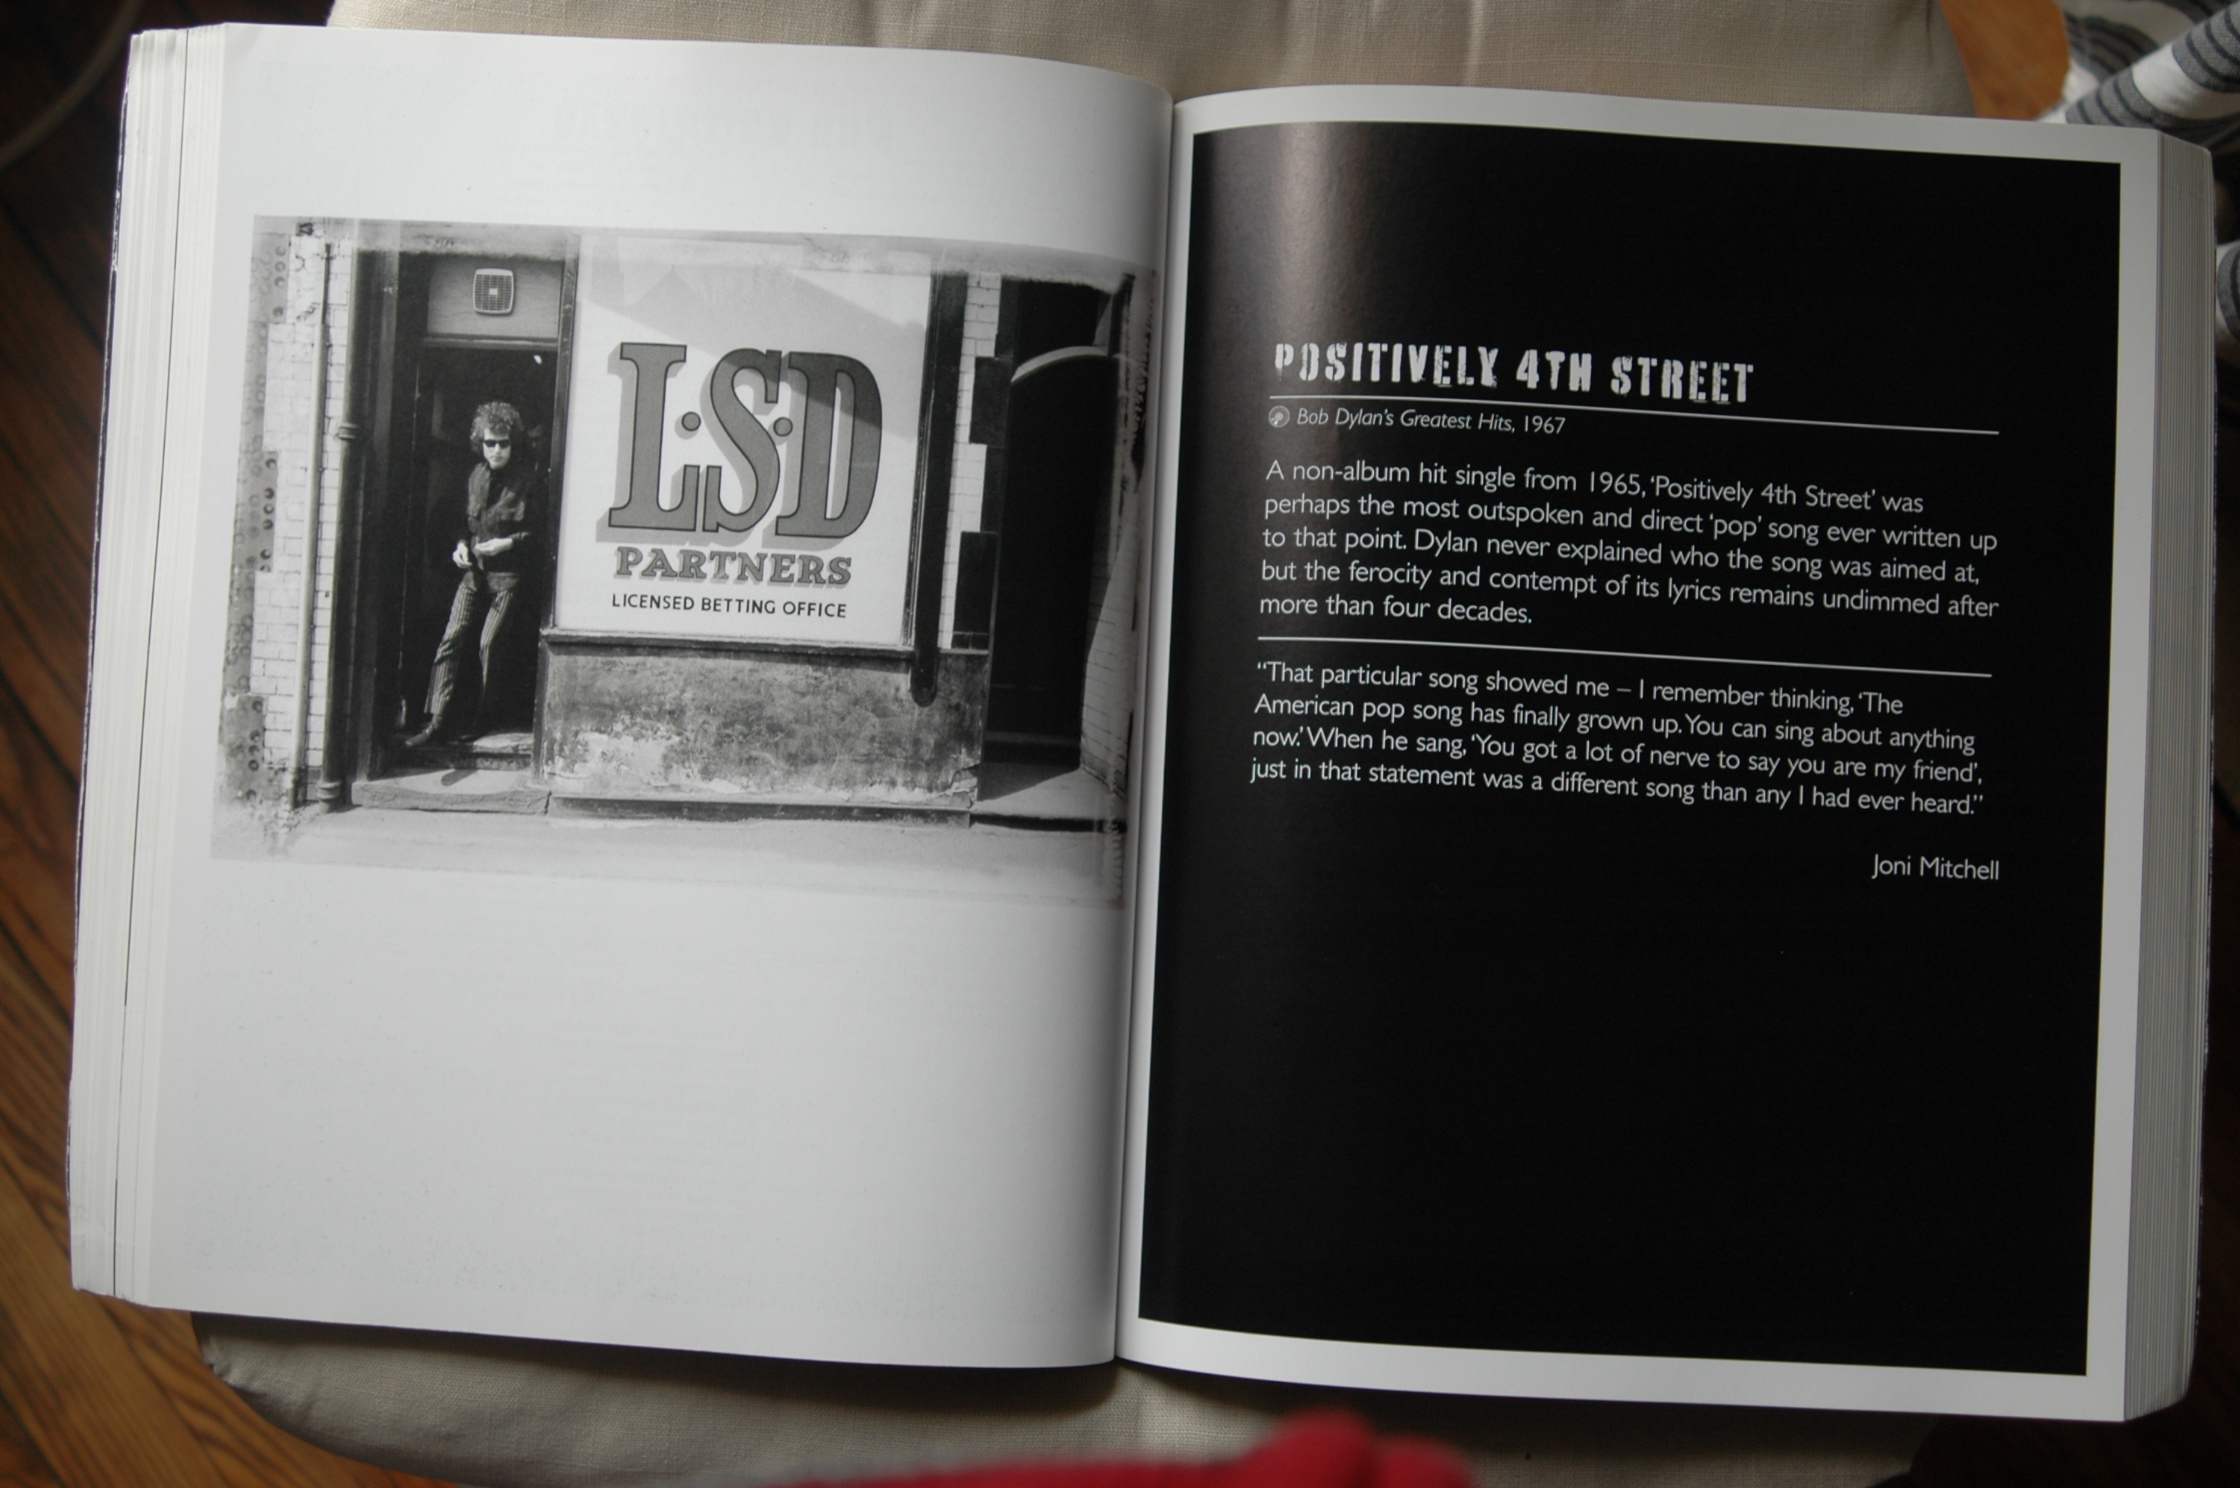 L·S·D
PARTNERS
LICENSED BETTING OFFICE
POSITIVELY 4TH STREET
Bob Dylan's Greatest Hits, 1967
A non-album hit single from 1965, 'Positively 4th Street' was
perhaps the most outspoken and direct 'pop' song ever written up
to that point. Dylan never explained who the song was aimed at,
but the ferocity and contempt of its lyrics remains undimmed after
more than four decades.
"That particular song showed me – I remember thinking, 'The
American pop song has finally grown up. You can sing about anything
now.' When he sang, 'You got a lot of nerve to say you are my friend',
just in that statement was a different song than any I had ever heard."
Joni Mitchell